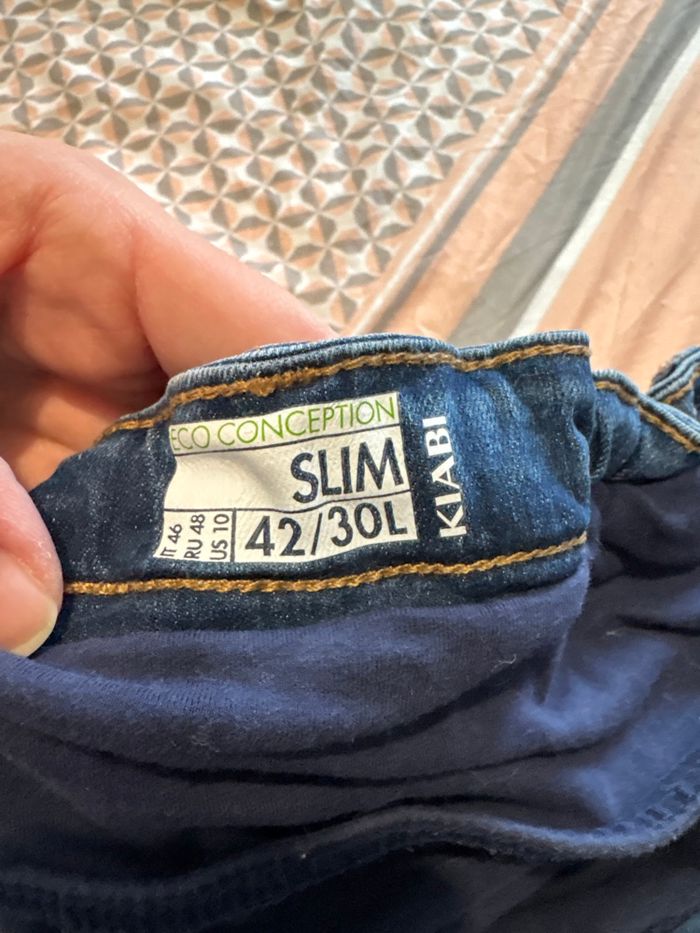 ECO CONCEPTION
SLIM
IT 46
RU 48
US 10
42/30L
KIABI